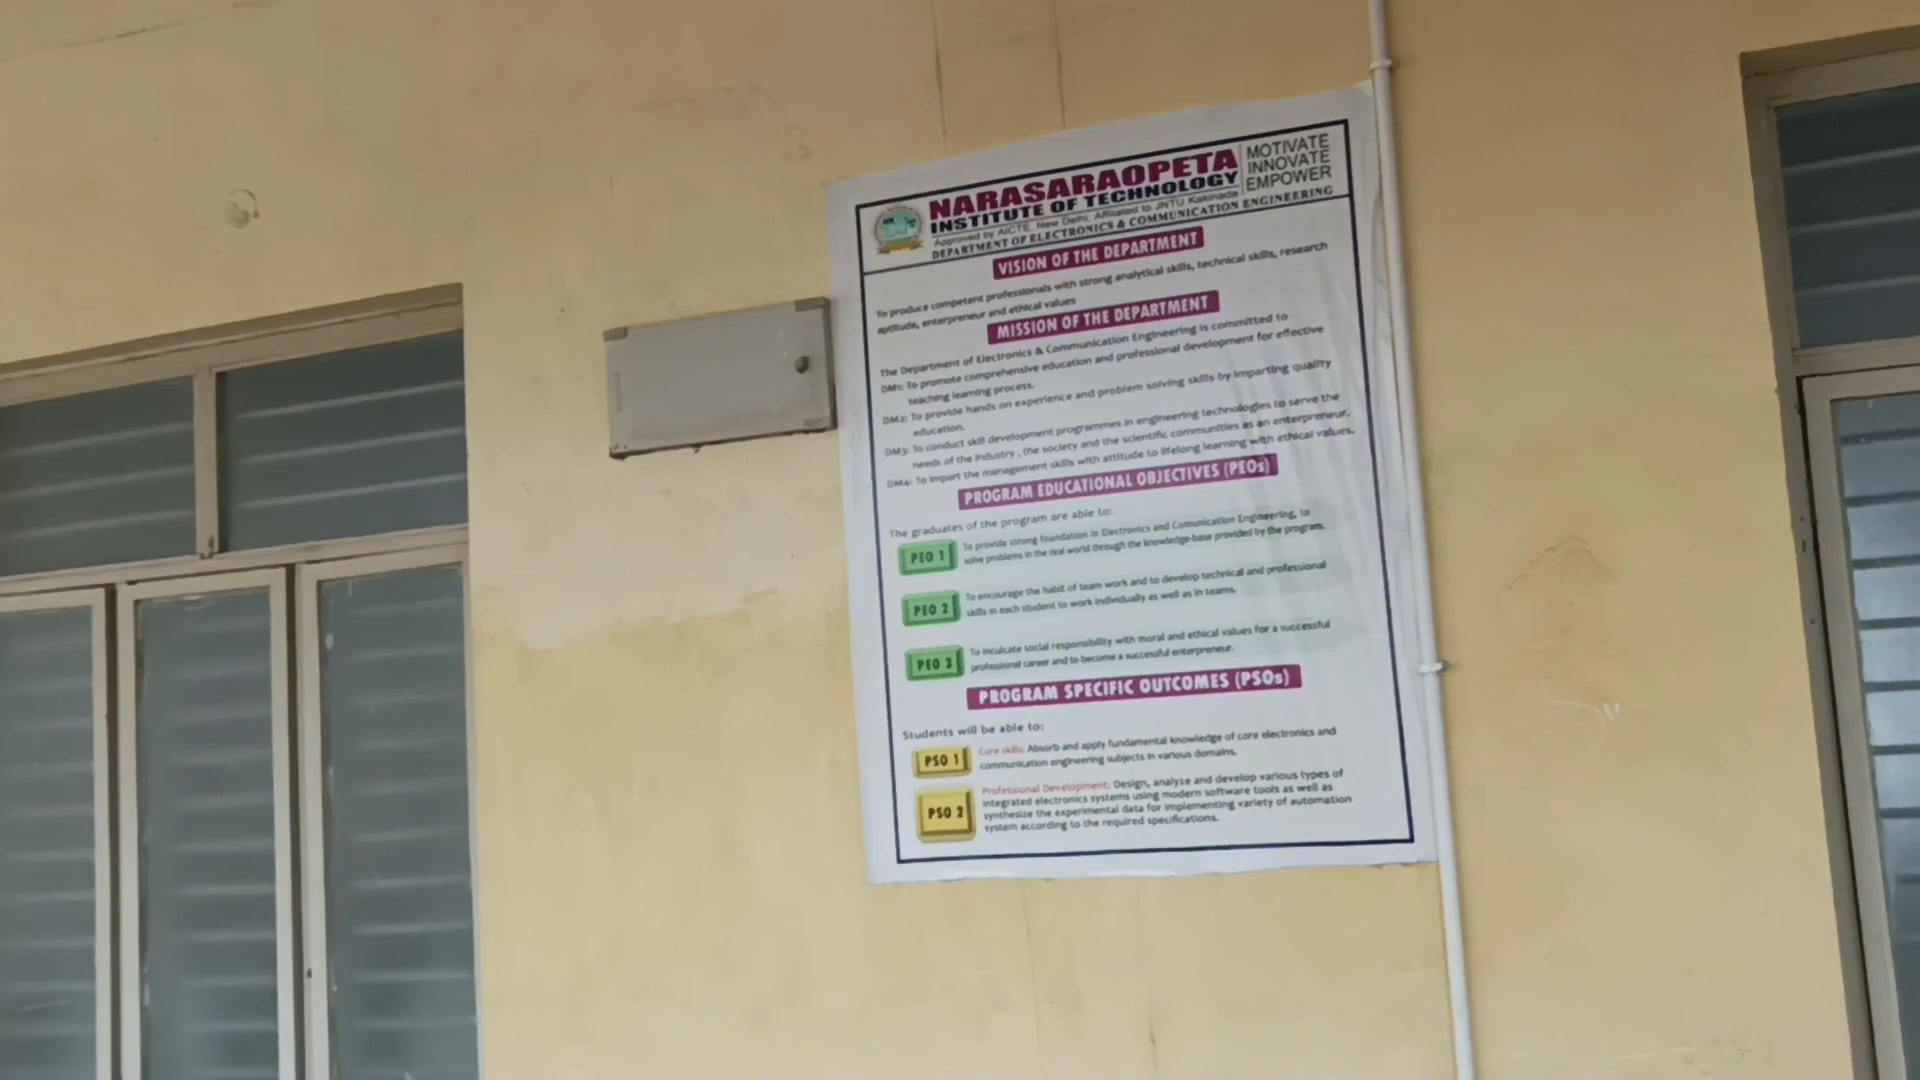 NARASARAOPETA
INSTITUTE OF TECHNOLOGY
MOTIVATE
INNOVATE
EMPOWER
Approved by AICTE, New Delhi, Affiliated to JNTU Kakinada
DEPARTMENT OF ELECTRONICS & COMMUNICATION ENGINEERING
VISION OF THE DEPARTMENT
To produce competent professionals with strong analytical skills, technical skills, research
aptitude, enterpreneur and ethical values
MISSION OF THE DEPARTMENT
The Department of Electronics & Communication Engineering is committed to
DM1: To promote comprehensive education and professional development for effective
teaching learning process.
DM2: To provide hands on experience and problem solving skills by imparting quality
education.
DM3: To conduct skill development programmes in engineering technologies to serve the
needs of the industry , the society and the scientific communities as an enterpreneur.
DM4: To impart the management skills with attitude to lifelong learning with ethical values.
PROGRAM EDUCATIONAL OBJECTIVES (PEOs)
The graduates of the program are able to:
PEO 1
To provide strong foundation in Electronics and Comunication Engineering, to
solve problems in the real world through the knowledge-base provided by the program.
PEO 2
To encourage the habit of team work and to develop technical and professional
skills in each student to work individually as well as in teams.
PEO 3
To inculcate social responsibility with moral and ethical values for a successful
professional career and to become a successful enterpreneur.
PROGRAM SPECIFIC OUTCOMES (PSOs)
Students will be able to:
PSO 1
Core skills: Absorb and apply fundamental knowledge of core electronics and
communication engineering subjects in various domains.
PSO 2
Professional Development: Design, analyze and develop various types of
integrated electronics systems using modern software tools as well as
synthesize the experimental data for implementing variety of automation
system according to the required specifications.